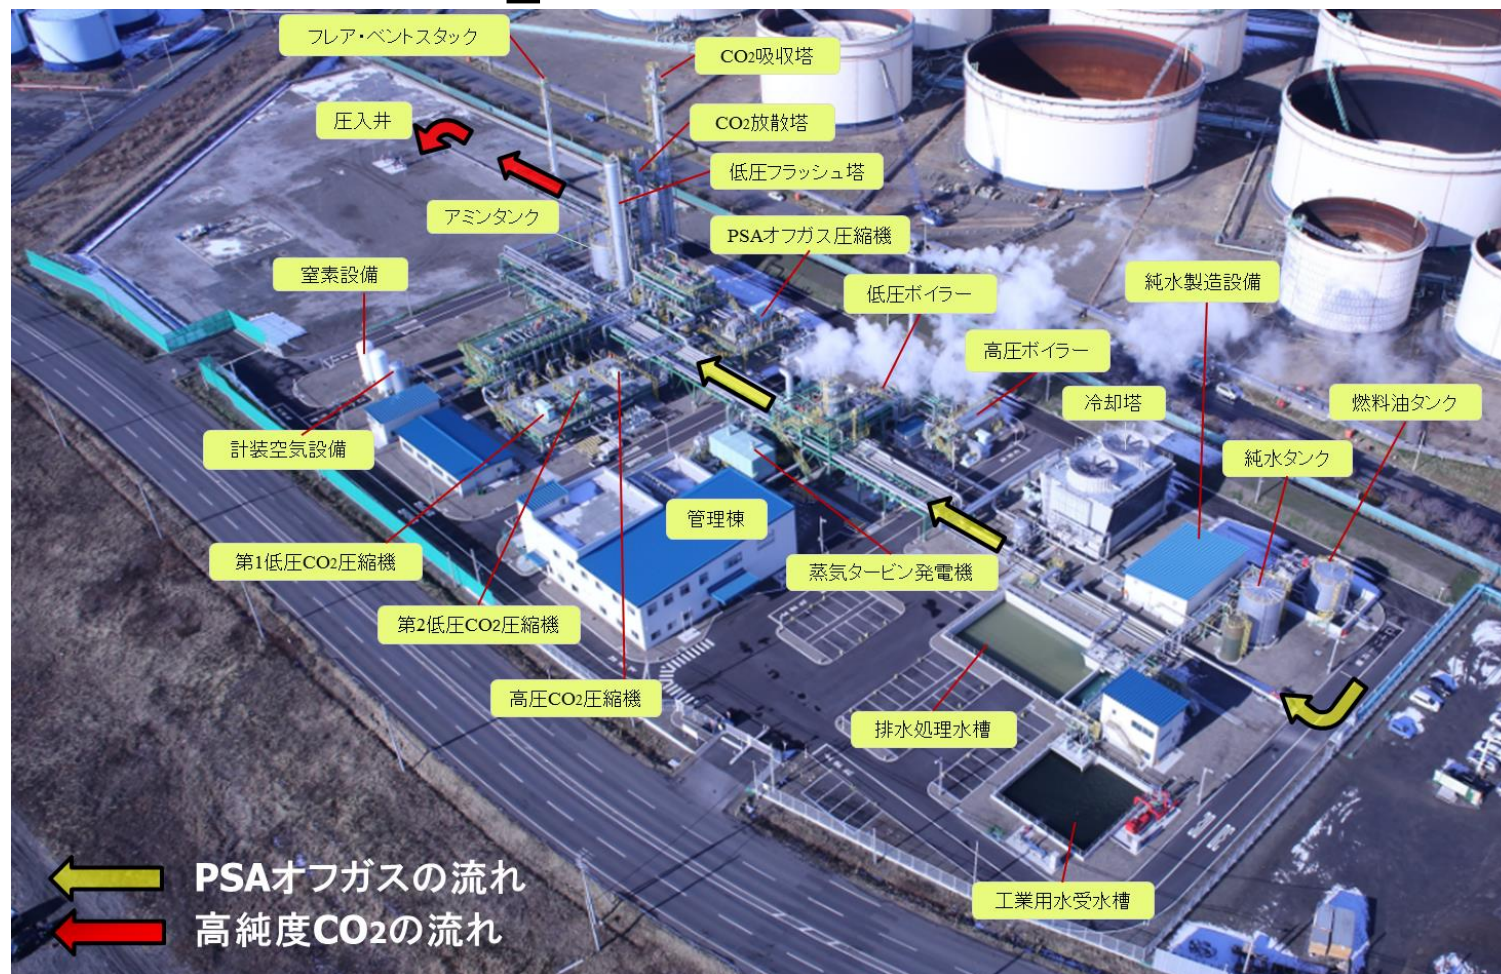 フレア・ベントスタック
CO2吸収塔
圧入井
CO2放散塔
低圧フラッシュ塔
アミンタンク
PSAオフガス圧縮機
窒素設備
低圧ボイラー
純水製造設備
高圧ボイラー
冷却塔
燃料油タンク
計装空気設備
純水タンク
管理棟
第1低圧CO2圧縮機
蒸気タービン発電機
第2低圧CO2圧縮機
高圧CO2圧縮機
排水処理水槽
工業用水受水槽
PSAオフガスの流れ
高純度CO2の流れ